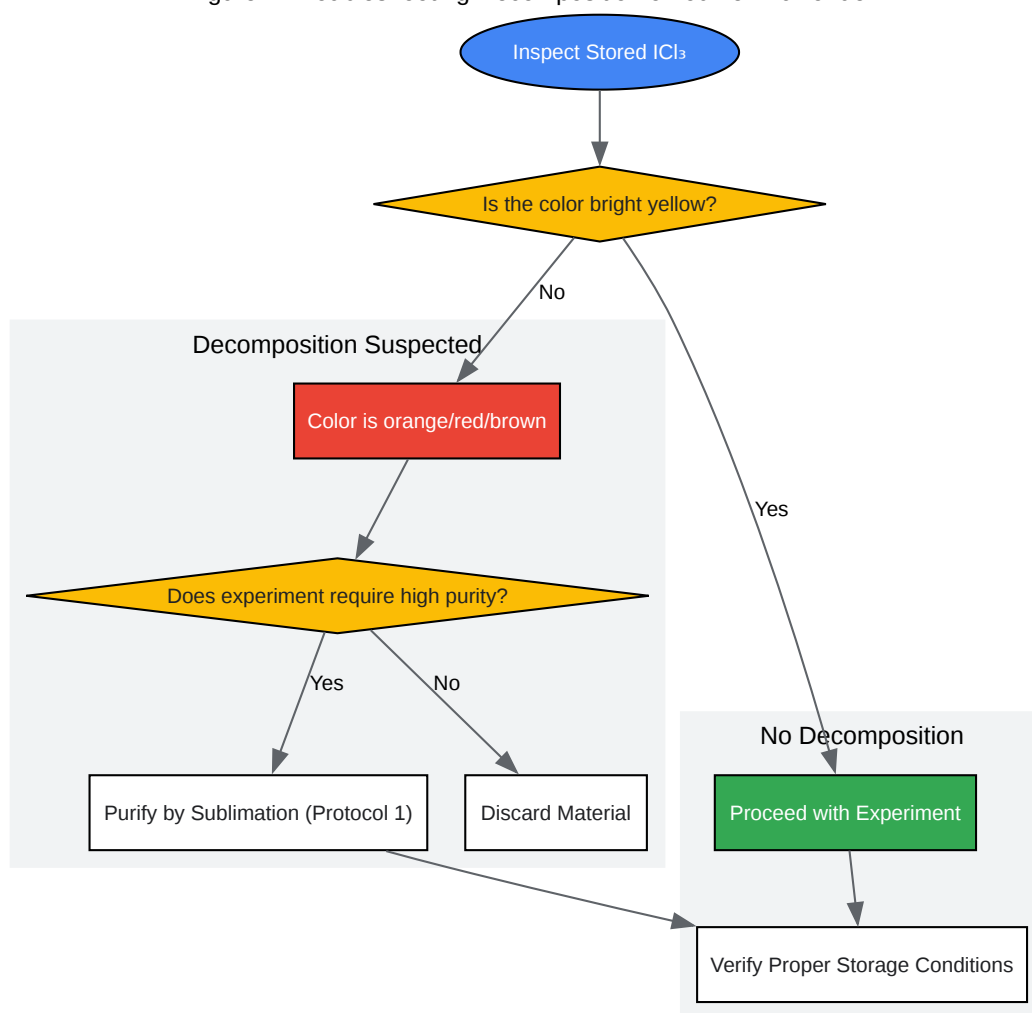 Inspect Stored ICl₃
Is the color bright yellow?
No
Decomposition Suspected
Color is orange/red/brown
Yes
Does experiment require high purity?
Yes
No
No Decomposition
Purify by Sublimation (Protocol 1)
Discard Material
Proceed with Experiment
Verify Proper Storage Conditions